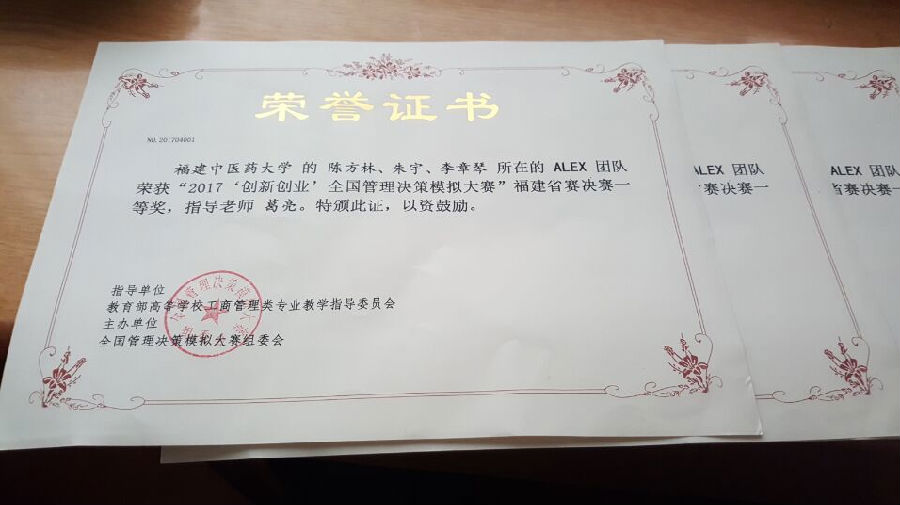 荣誉证书
NO. 201704001
福建中医药大学 的 陈方林、朱宇、李章琴 所在的 ALEX 团队
荣获“2017‘创新创业’全国管理决策模拟大赛”福建省赛决赛一
等奖，指导老师 葛亮。特颁此证，以资鼓励。
指导单位
教育部高等学校工商管理类专业教学指导委员会
主办单位
全国管理决策模拟大赛组委会
ALEX 团队
赛决赛一
ALEX 团队
省赛决赛一